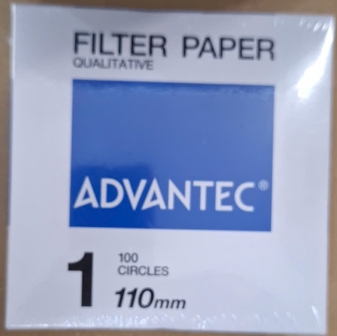 FILTER PAPER
QUALITATIVE
ADVANTEC®
1
100
CIRCLES
110mm